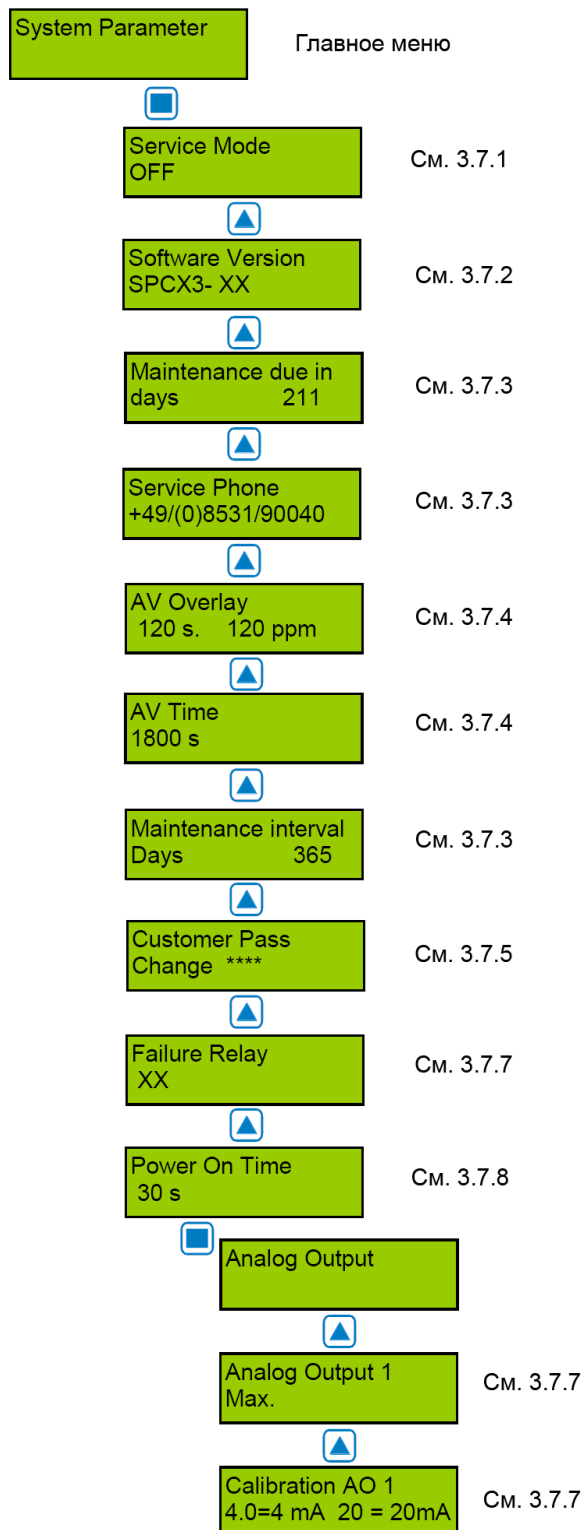 System Parameter
Главное меню
Service Mode
OFF
См. 3.7.1
Software Version
SPCX3- XX
См. 3.7.2
Maintenance due in
days 211
См. 3.7.3
Service Phone
+49/(0)8531/90040
См. 3.7.3
AV Overlay
120 s. 120 ppm
См. 3.7.4
AV Time
1800 s
См. 3.7.4
Maintenance interval
Days 365
См. 3.7.3
Customer Pass
Change ****
См. 3.7.5
Failure Relay
XX
См. 3.7.7
Power On Time
30 s
См. 3.7.8
Analog Output
Analog Output 1
Max.
См. 3.7.7
Calibration AO 1
4.0=4 mA 20 = 20mA
См. 3.7.7